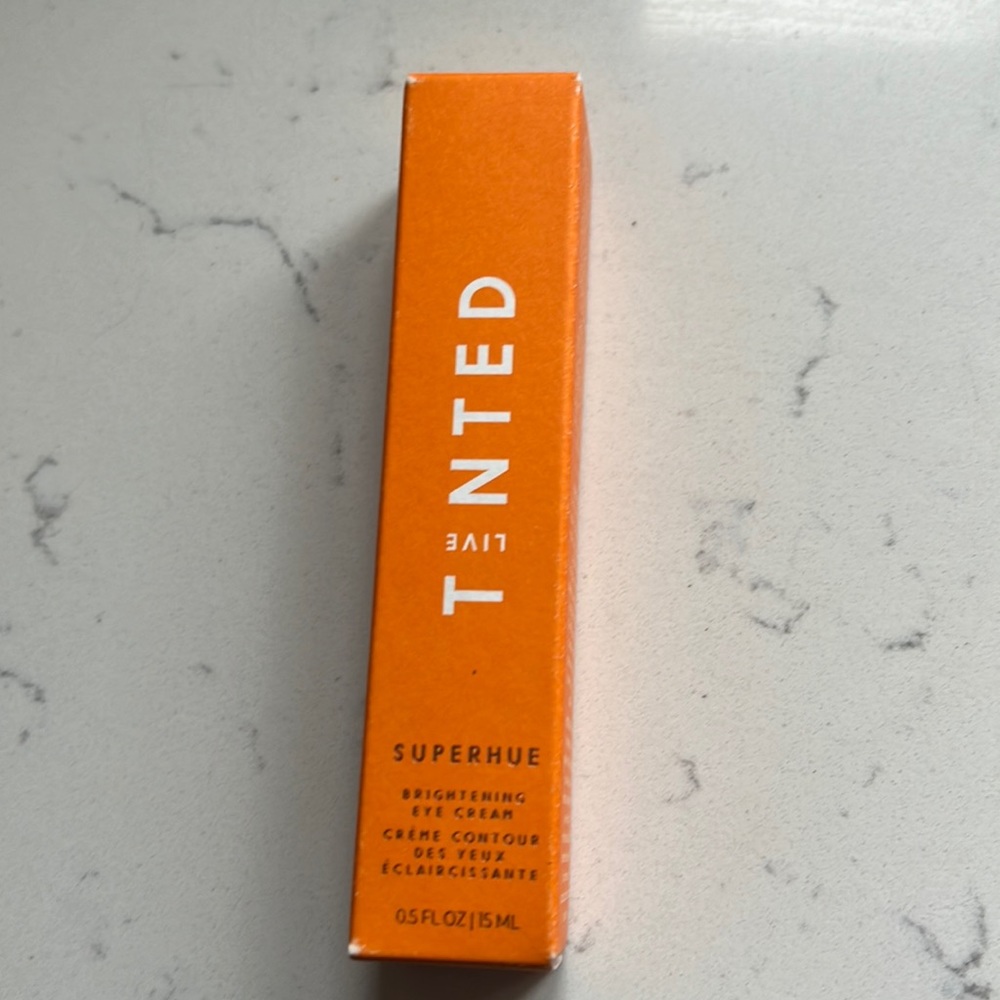 TINTED
LIVE
SUPERHUE
BRIGHTENING
EYE CREAM
CRÈME CONTOUR
DES YEUX
ÉCLAIRCISSANTE
0.5 FL OZ | 15 ML